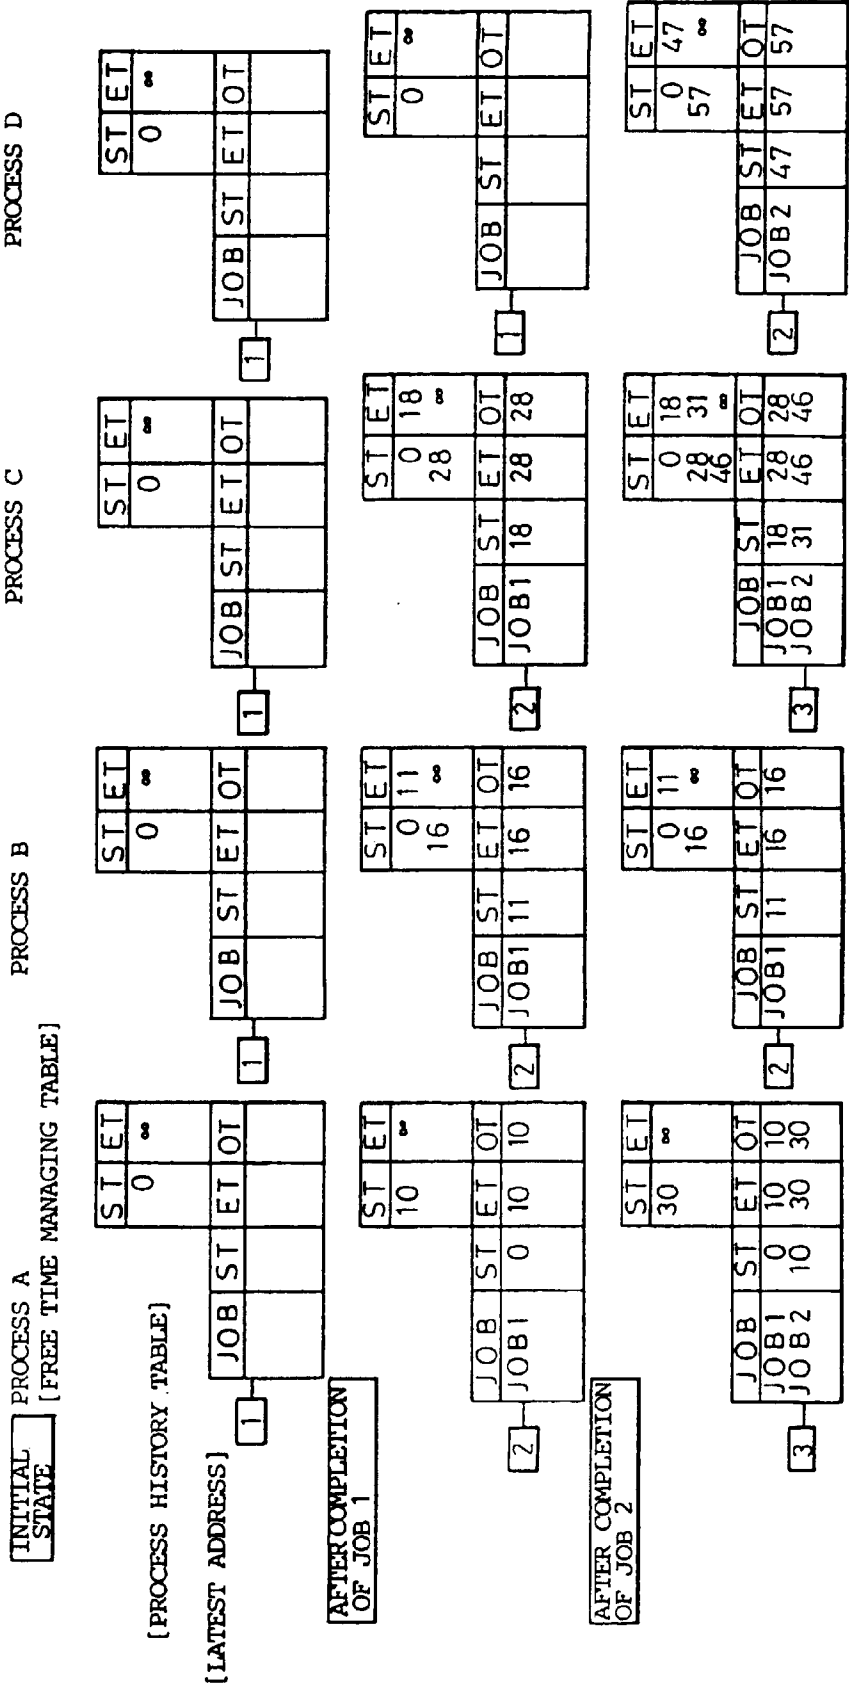 INITIAL STATE
PROCESS A PROCESS B PROCESS C PROCESS D
[FREE TIME MANAGING TABLE]
ST ET ST ET ST ET ST ET
0 ∞ 0 ∞ 0 ∞ 0 ∞
[PROCESS HISTORY TABLE]
JOB ST ET OT JOB ST ET OT JOB ST ET OT JOB ST ET OT
[LATEST ADDRESS]
1 1 1 1
AFTER COMPLETION
OF JOB 1
ST ET ST ET ST ET ST ET
10 ∞ 0 11 0 18 0 ∞
16 ∞ 28 ∞
JOB ST ET OT JOB ST ET OT JOB ST ET OT JOB ST ET OT
JOB1 0 10 10 JOB1 11 16 16 JOB1 18 28 28
2 2 2 1
AFTER COMPLETION
OF JOB 2
ST ET ST ET ST ET ST ET
30 ∞ 0 11 0 18 0 47
16 ∞ 28 31 57 ∞
46 ∞
JOB ST ET OT JOB ST ET OT JOB ST ET OT JOB ST ET OT
JOB1 0 10 10 JOB1 11 16 16 JOB1 18 28 28 JOB2 47 57 57
JOB2 10 30 30 JOB2 31 46 46
3 2 3 2